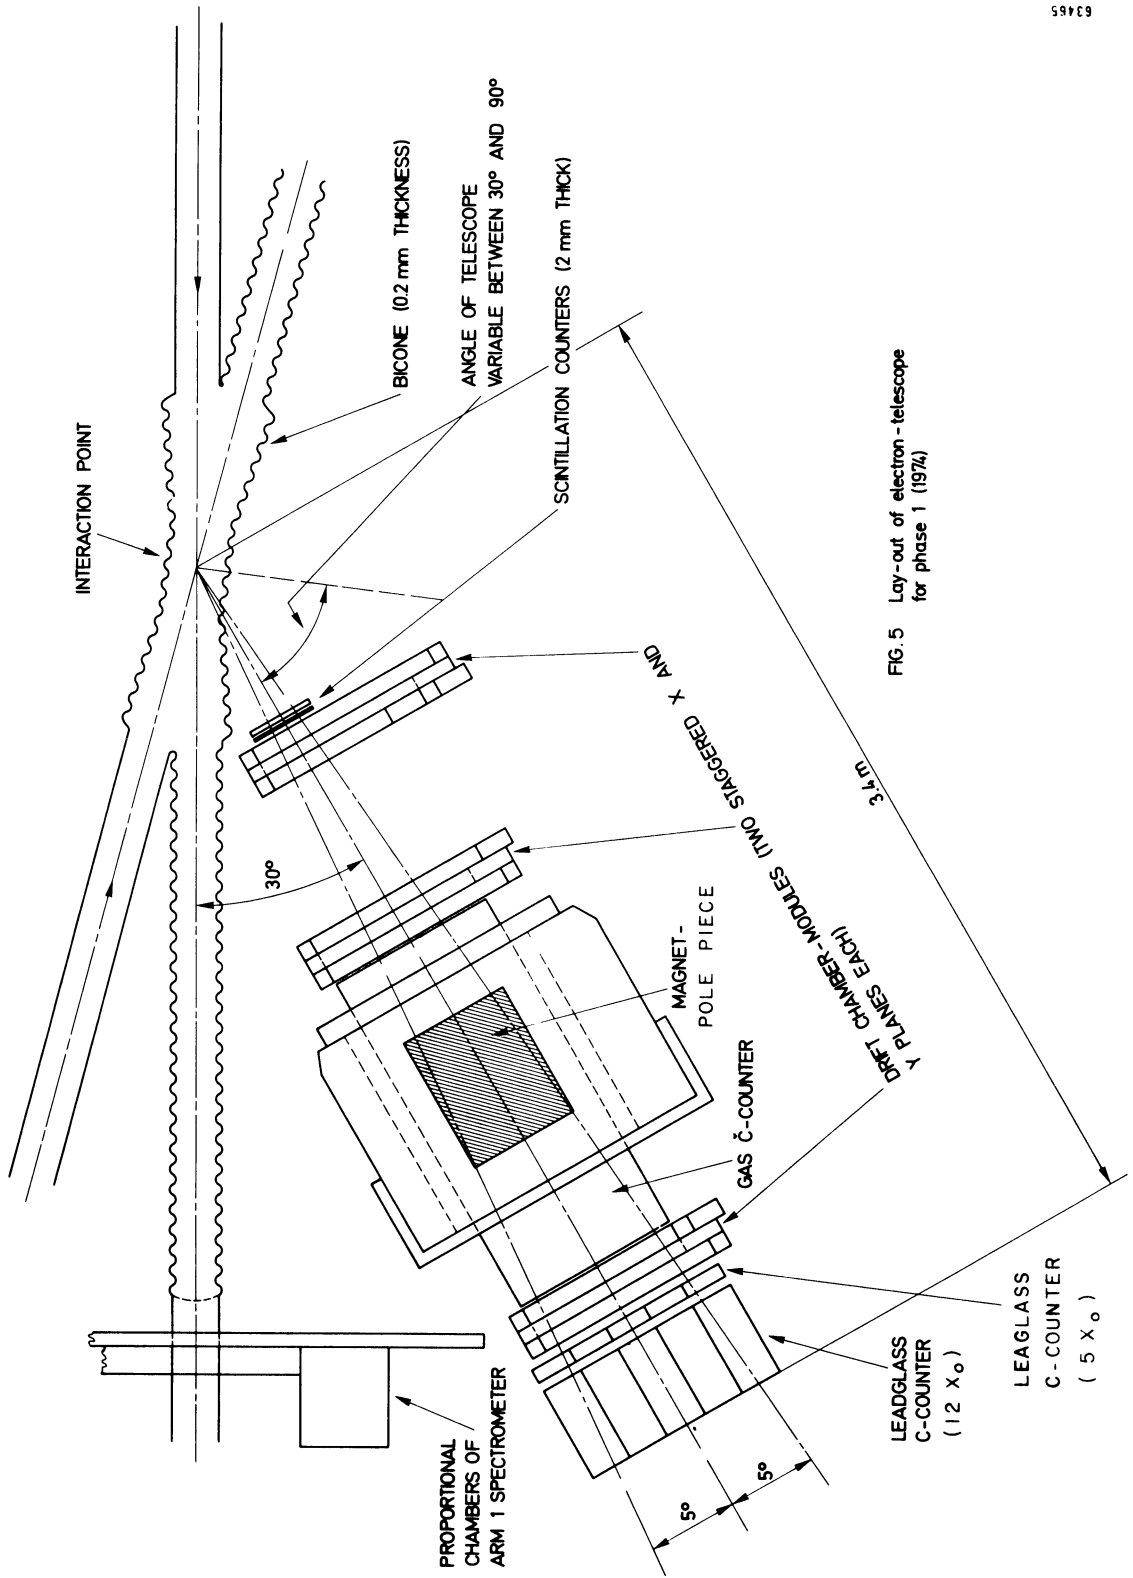 63465
INTERACTION POINT
BICONE (0.2 mm THICKNESS)
ANGLE OF TELESCOPE
VARIABLE BETWEEN 30° AND 90°
SCINTILLATION COUNTERS (2 mm THICK)
30°
DRIFT CHAMBER-MODULES (TWO STAGGERED X AND
Y PLANES EACH)
3.4 m
MAGNET-
POLE PIECE
GAS Č-COUNTER
PROPORTIONAL
CHAMBERS OF
ARM 1 SPECTROMETER
5°
5°
LEADGLASS
C-COUNTER
(12 X₀)
LEAGLASS
C-COUNTER
(5 X₀)
FIG. 5 Lay-out of electron-telescope
for phase 1 (1974)